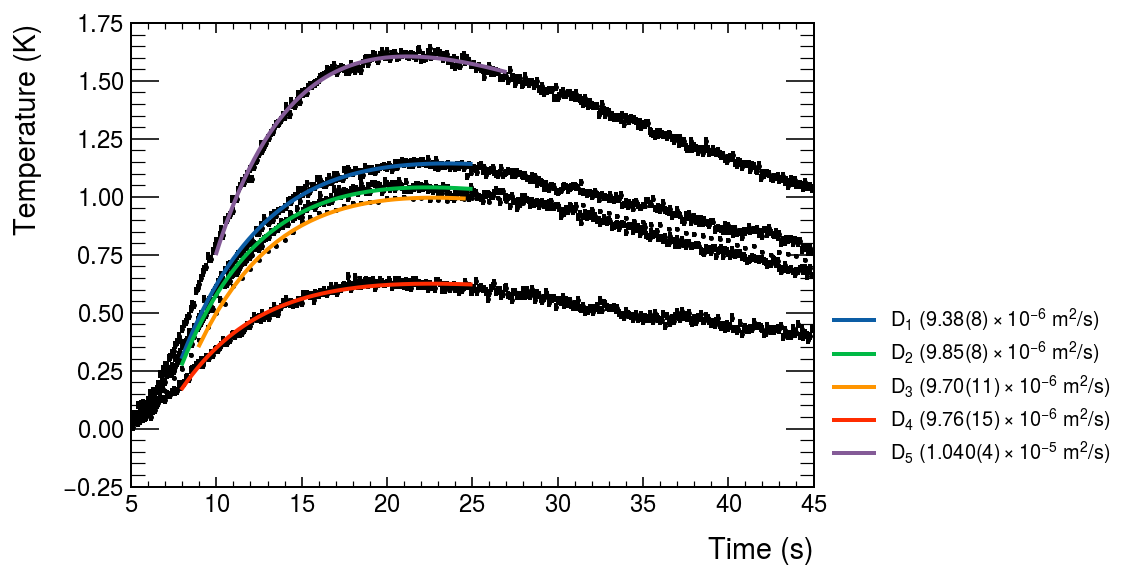 Temperature (K)
1.75
1.50
1.25
1.00
0.75
0.50
0.25
0.00
−0.25
5 10 15 20 25 30 35 40 45
Time (s)
D₁ (9.38(8) × 10⁻⁶ m²/s)
D₂ (9.85(8) × 10⁻⁶ m²/s)
D₃ (9.70(11) × 10⁻⁶ m²/s)
D₄ (9.76(15) × 10⁻⁶ m²/s)
D₅ (1.040(4) × 10⁻⁵ m²/s)